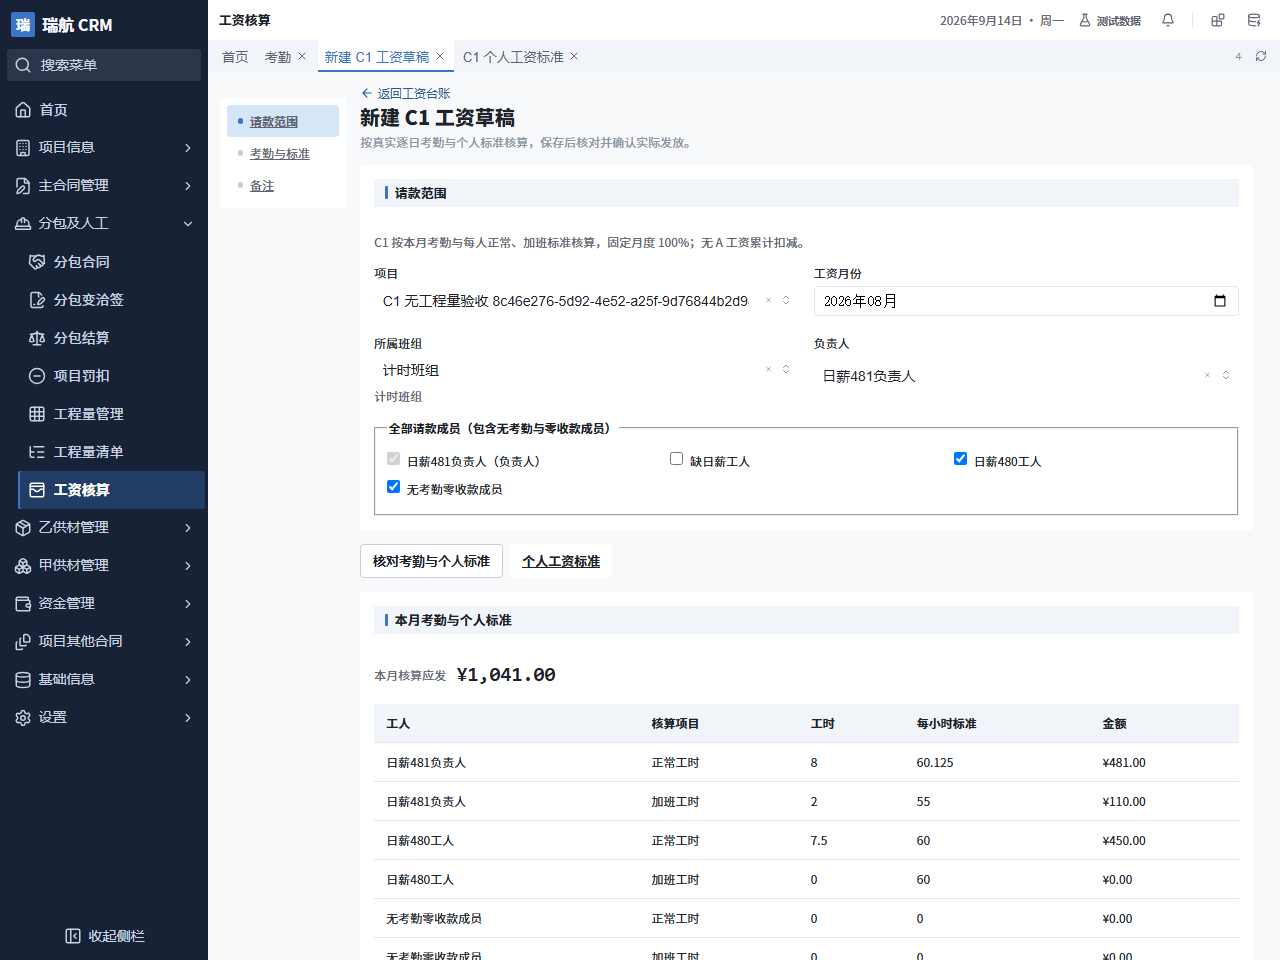 瑞 瑞航 CRM
搜索菜单
首页
项目信息
主合同管理
分包及人工
分包合同
分包变洽签
分包结算
项目罚扣
工程量管理
工程量清单
工资核算
乙供材管理
甲供材管理
资金管理
项目其他合同
基础信息
设置
收起侧栏
工资核算
2026年9月14日 · 周一 测试数据
首页 考勤 × 新建 C1 工资草稿 × C1 个人工资标准 × 4
请款范围
考勤与标准
备注
返回工资台账
新建 C1 工资草稿
按真实逐日考勤与个人标准核算，保存后核对并确认实际发放。
请款范围
C1 按本月考勤与每人正常、加班标准核算，固定月度 100%；无 A 工资累计扣减。
项目 工资月份
C1 无工程量验收 8c46e276-5d92-4e52-a25f-9d76844b2d9 × 2026年08月
所属班组 负责人
计时班组 × 日薪481负责人 ×
计时班组
全部请款成员（包含无考勤与零收款成员）
日薪481负责人（负责人） 缺日薪工人 日薪480工人
无考勤零收款成员
核对考勤与个人标准 个人工资标准
本月考勤与个人标准
本月核算应发 ¥1,041.00
工人 核算项目 工时 每小时标准 金额
日薪481负责人 正常工时 8 60.125 ¥481.00
日薪481负责人 加班工时 2 55 ¥110.00
日薪480工人 正常工时 7.5 60 ¥450.00
日薪480工人 加班工时 0 60 ¥0.00
无考勤零收款成员 正常工时 0 0 ¥0.00
无考勤零收款成员 加班工时 0 0 ¥0.00